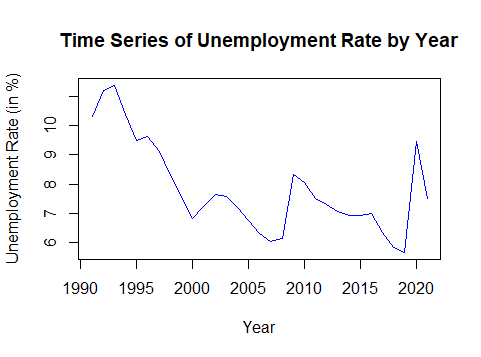 Time Series of Unemployment Rate by Year
Unemployment Rate (in %)
10
9
8
7
6
1990 1995 2000 2005 2010 2015 2020
Year